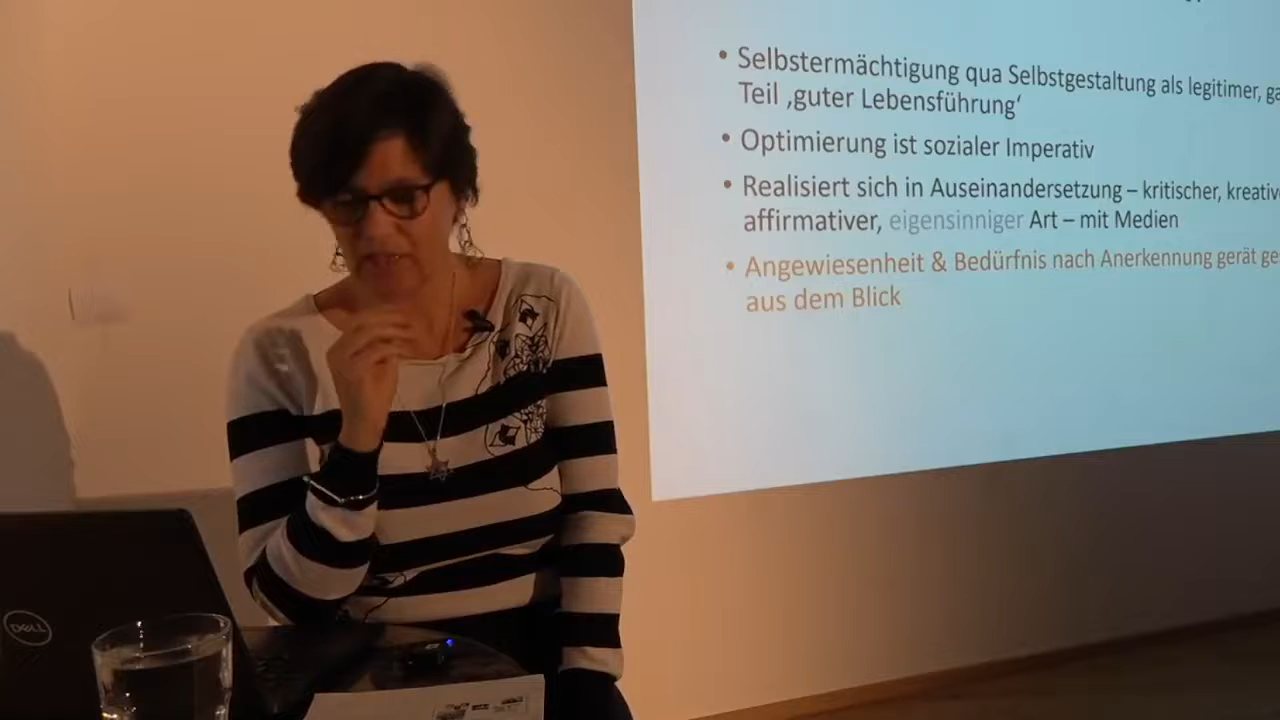 • Selbstermächtigung qua Selbstgestaltung als legitimer,
Teil ‚guter Lebensführung‘
• Optimierung ist sozialer Imperativ
• Realisiert sich in Auseinandersetzung – kritischer,
affirmativer, eigensinniger Art – mit Medien
• Angewiesenheit & Bedürfnis nach Anerkennung gerät
aus dem Blick
DELL